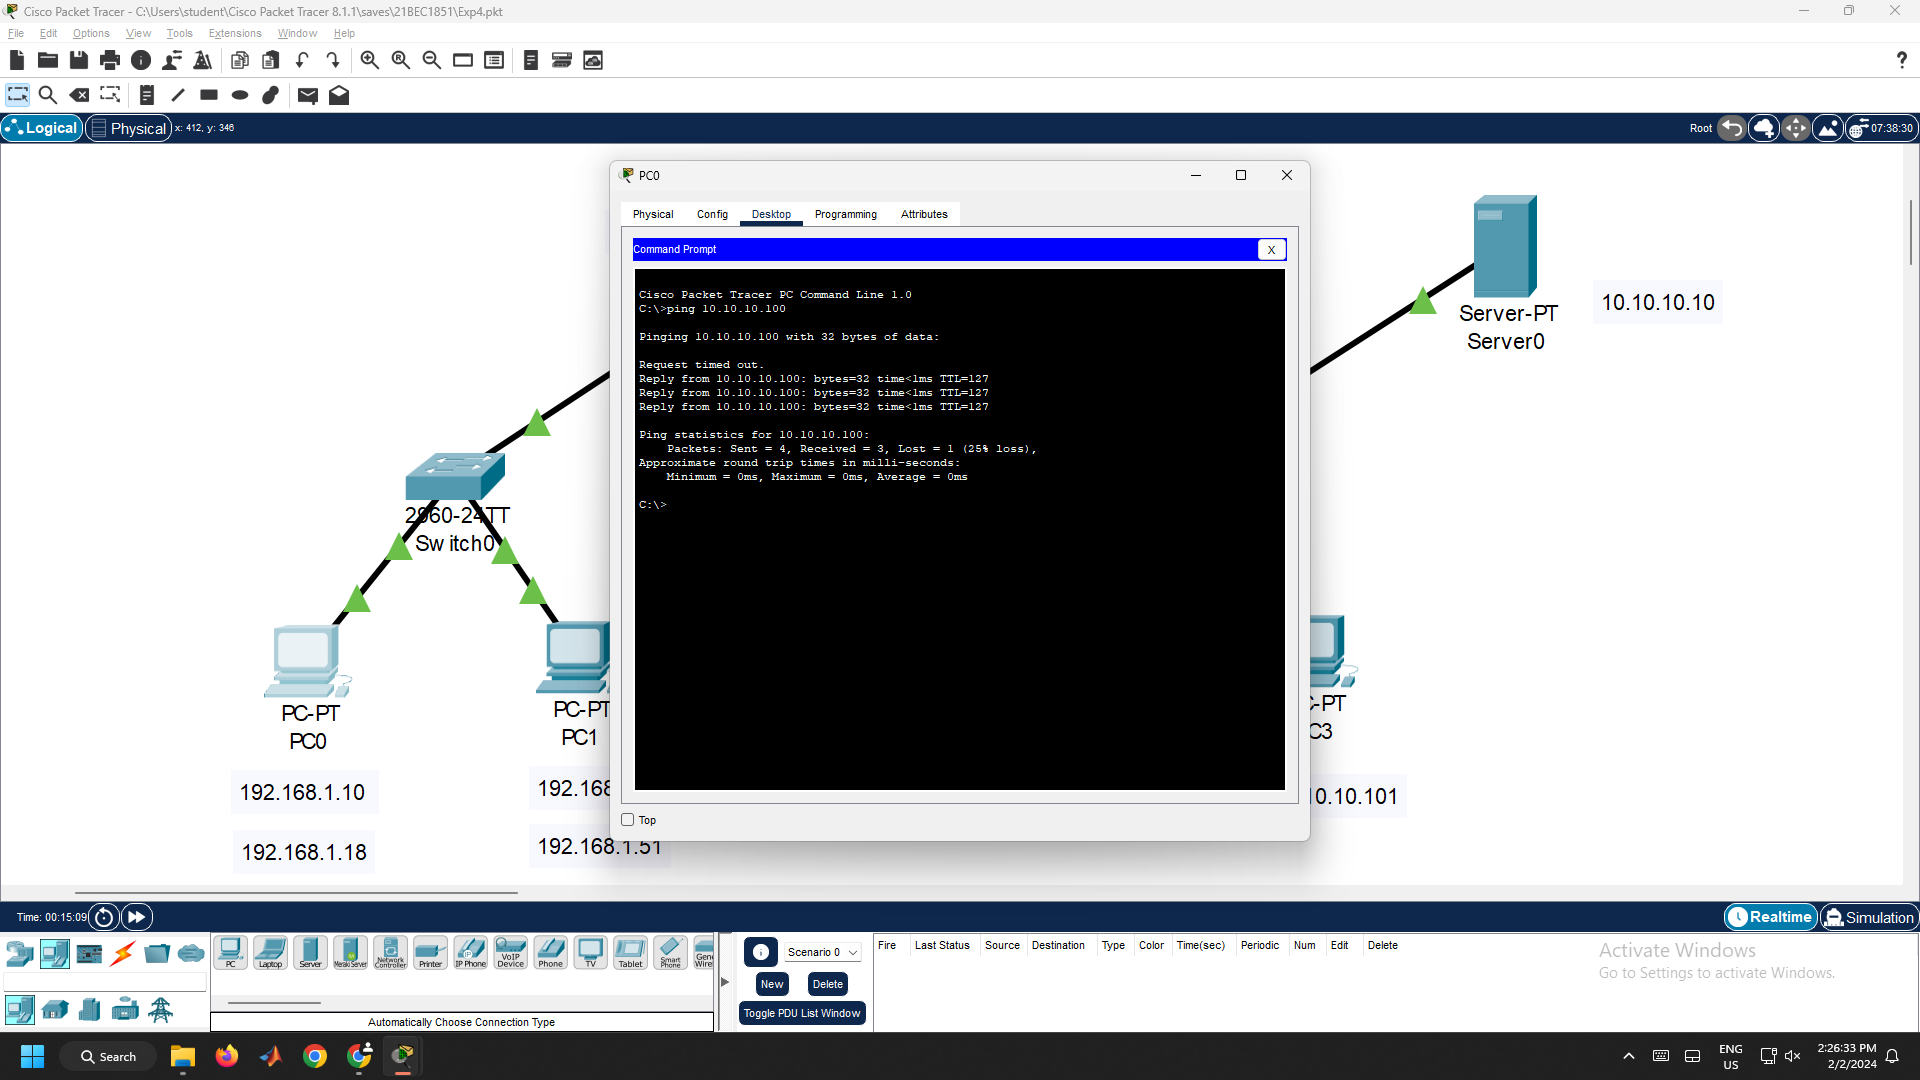 Cisco Packet Tracer - C:\Users\student\Cisco Packet Tracer 8.1.1\saves\21BEC1851\Exp4.pkt
File Edit Options View Tools Extensions Window Help
?
Logical Physical x: 412, y: 346 Root 07:38:30
PC0
Physical Config Desktop Programming Attributes
Command Prompt X
Cisco Packet Tracer PC Command Line 1.0
C:\>ping 10.10.10.100
Pinging 10.10.10.100 with 32 bytes of data:
Request timed out.
Reply from 10.10.10.100: bytes=32 time<1ms TTL=127
Reply from 10.10.10.100: bytes=32 time<1ms TTL=127
Reply from 10.10.10.100: bytes=32 time<1ms TTL=127
Ping statistics for 10.10.10.100:
Packets: Sent = 4, Received = 3, Lost = 1 (25% loss),
Approximate round trip times in milli-seconds:
Minimum = 0ms, Maximum = 0ms, Average = 0ms
C:\>
Top
Server-PT
Server0
10.10.10.10
2960-24TT
Switch0
PC-PT
PC0
PC-PT
PC1
-PT
C3
192.168.1.10
192.168
0.10.101
192.168.1.18
192.168.1.51
Time: 00:15:09 Realtime Simulation
PC Laptop Server Meraki Server Network Controller Printer IP Phone VoIP Device Phone TV Tablet Smart Phone Gene Wire
Automatically Choose Connection Type
Scenario 0
New Delete
Toggle PDU List Window
Fire Last Status Source Destination Type Color Time(sec) Periodic Num Edit Delete
Activate Windows
Go to Settings to activate Windows.
Search
ENG
US
2:26:33 PM
2/2/2024